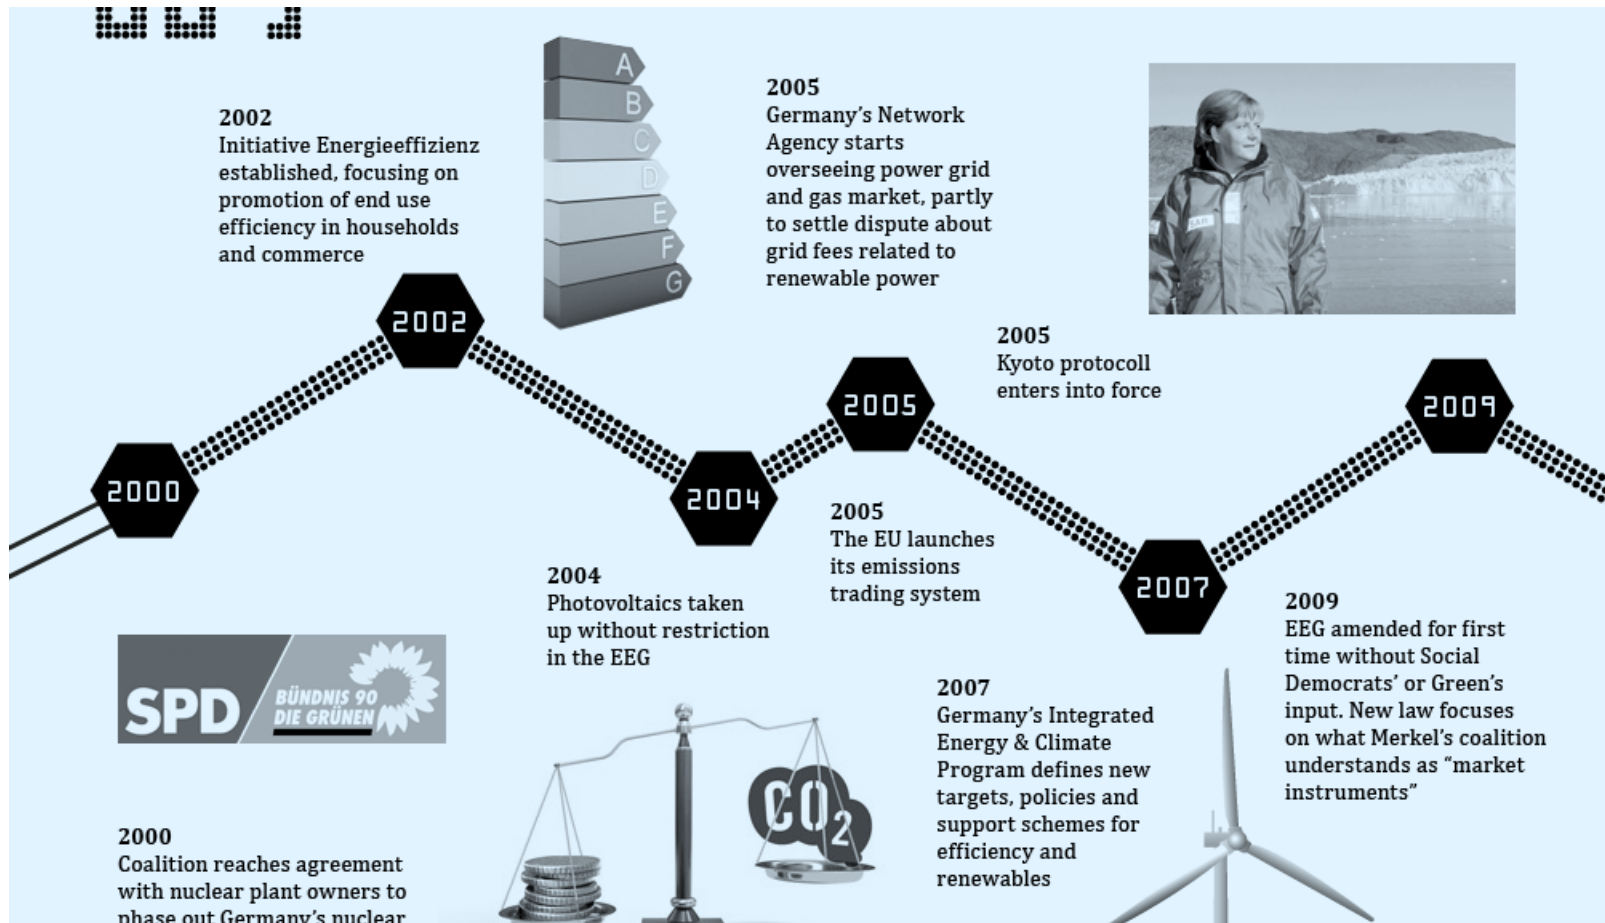 2002
Initiative Energieeffizienz
established, focusing on
promotion of end use
efficiency in households
and commerce
A
B
C
D
E
F
G
2005
Germany's Network
Agency starts
overseeing power grid
and gas market, partly
to settle dispute about
grid fees related to
renewable power
2005
Kyoto protocoll
enters into force
2000
2002
2004
2005
2007
2009
2005
The EU launches
its emissions
trading system
2004
Photovoltaics taken
up without restriction
in the EEG
SPD
BÜNDNIS 90
DIE GRÜNEN
CO2
2007
Germany's Integrated
Energy & Climate
Program defines new
targets, policies and
support schemes for
efficiency and
renewables
2009
EEG amended for first
time without Social
Democrats' or Green's
input. New law focuses
on what Merkel's coalition
understands as “market
instruments”
2000
Coalition reaches agreement
with nuclear plant owners to
phase out Germany's nuclear